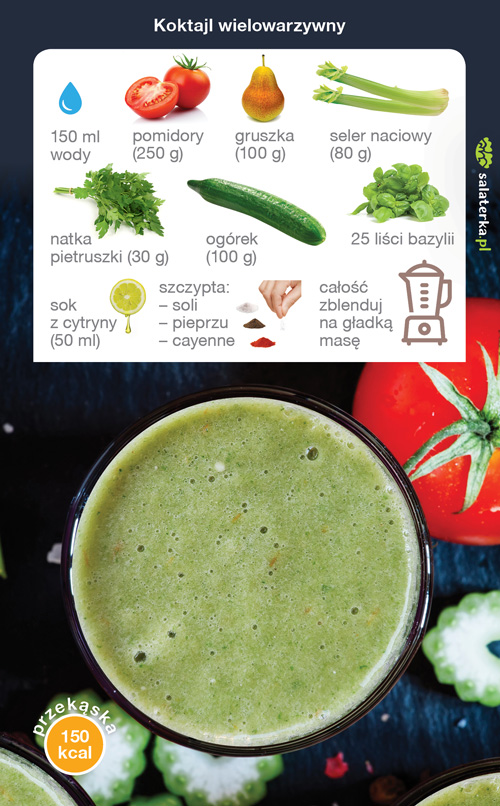 Koktajl wielowarzywny
150 ml
wody
pomidory
(250 g)
gruszka
(100 g)
seler naciowy
(80 g)
natka
pietruszki (30 g)
ogórek
(100 g)
25 liści bazylii
sok
z cytryny
(50 ml)
szczypta:
– soli
– pieprzu
– cayenne
całość
zblenduj
na gładką
masę
salaterka.pl
przekąska
150
kcal